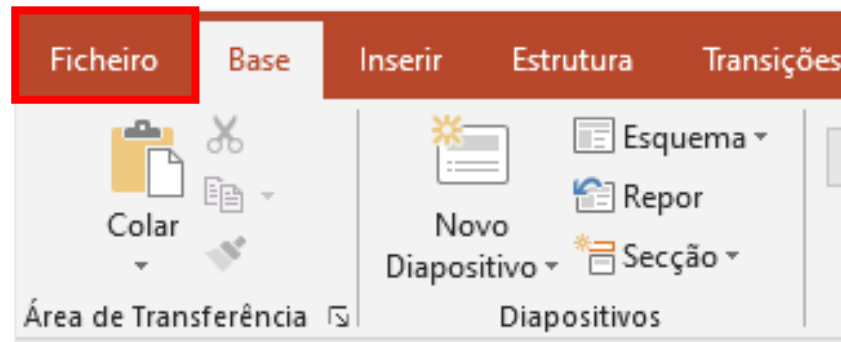 Ficheiro Base Inserir Estrutura Transições
Colar
Novo
Diapositivo
Esquema
Repor
Secção
Área de Transferência
Diapositivos